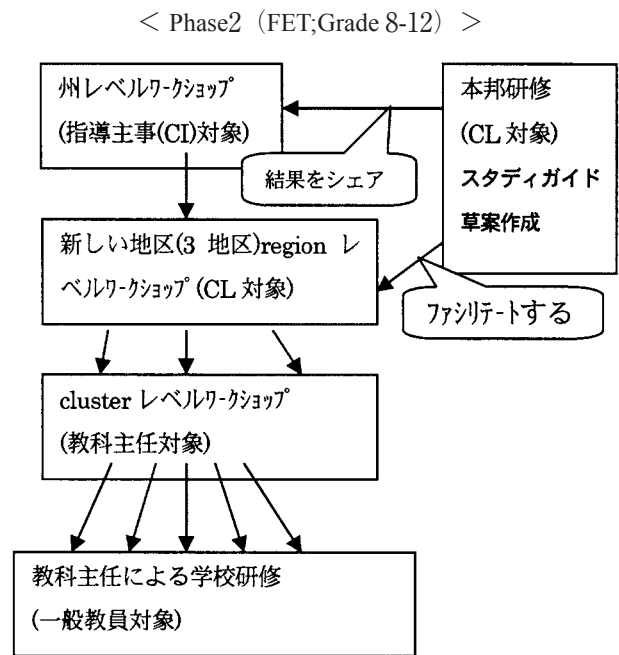 ＜ Phase2（FET;Grade 8-12）＞
州レベルﾜｰｸｼｮｯﾌﾟ
(指導主事(CI)対象)
本邦研修
(CL 対象)
スタディガイド
草案作成
結果をシェア
新しい地区(3 地区)region レ
ベルﾜｰｸｼｮｯﾌﾟ(CL 対象)
ﾌｧｼﾘﾃｰﾄする
cluster レベルﾜｰｸｼｮｯﾌﾟ
(教科主任対象)
教科主任による学校研修
(一般教員対象)